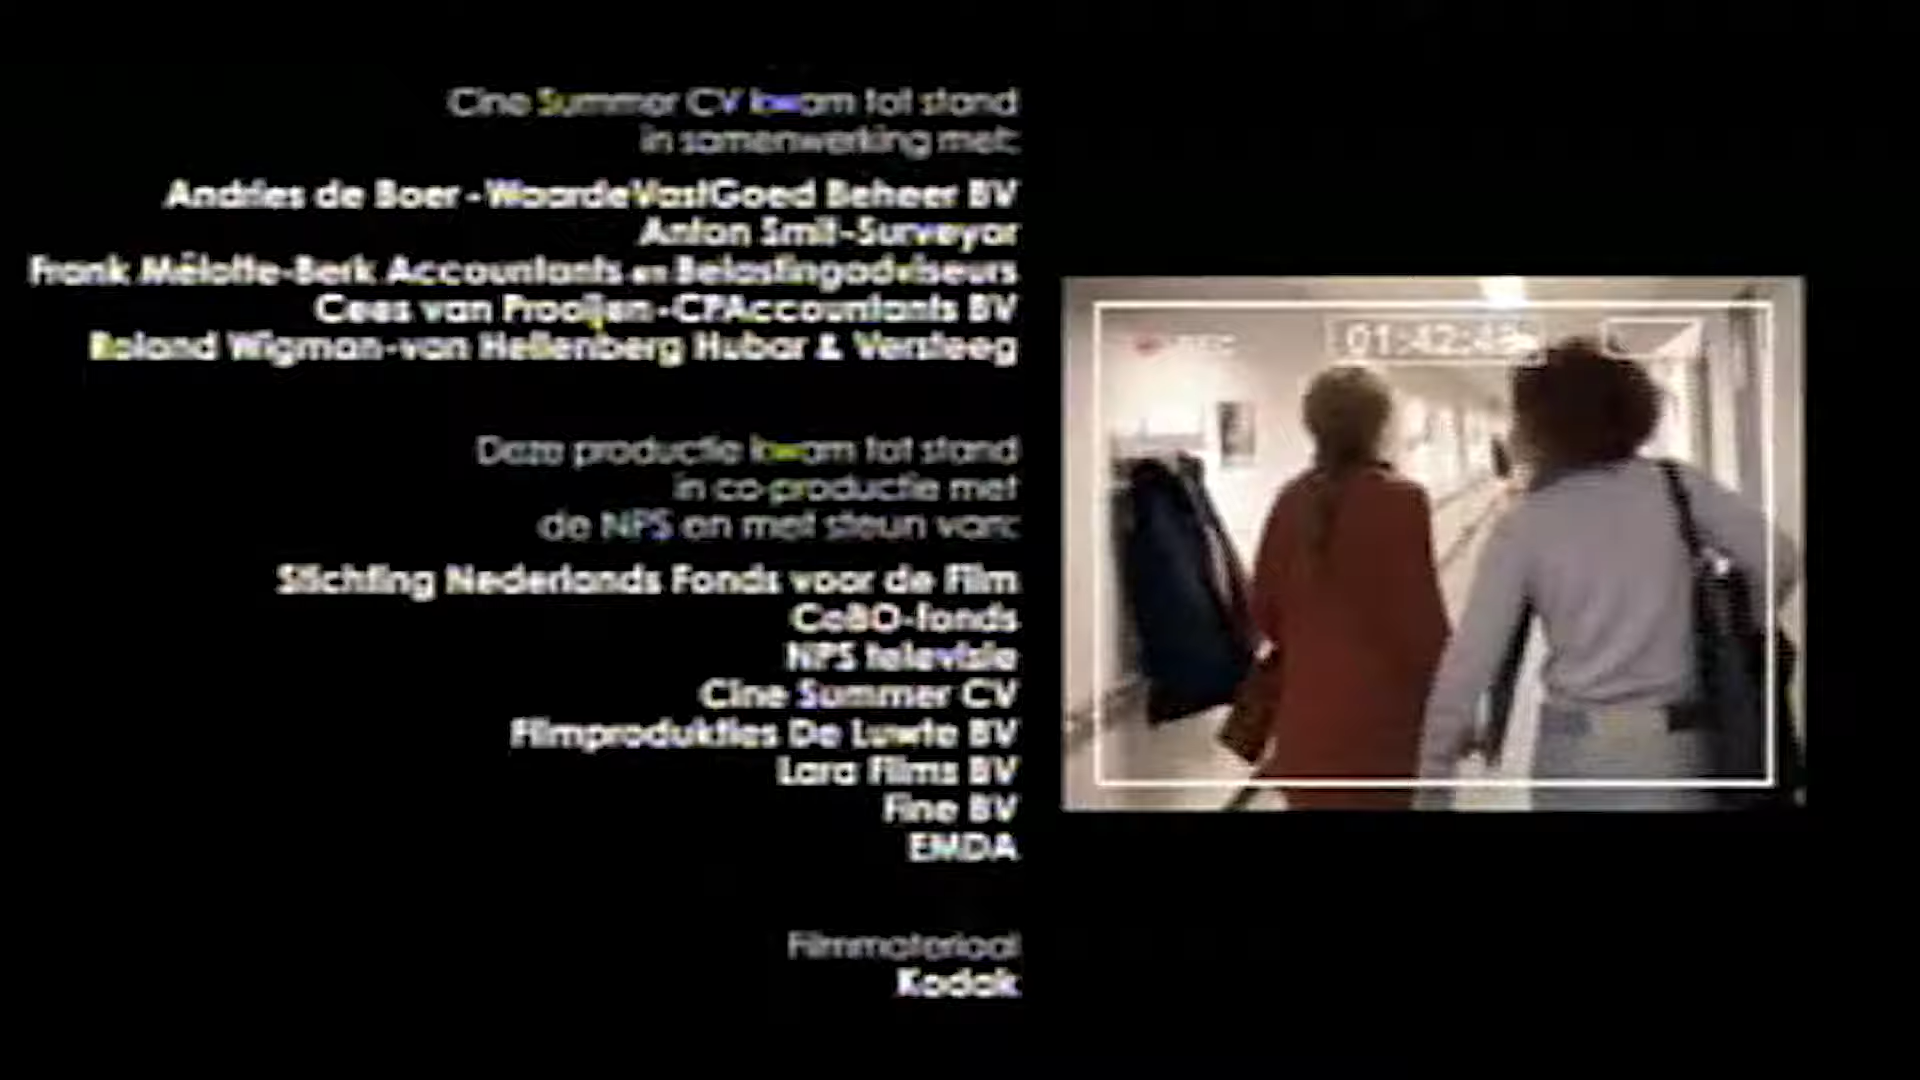 Cine Summer CV kwam tot stand
in samenwerking met:
Andries de Boer - WaardeVastGoed Beheer BV
Anton Smit-Surveyor
Frank Mélotte-Berk Accountants en Belastingadviseurs
Cees van Prooijen-CPAccountants BV
Roland Wigman-van Hellenberg Hubar & Versteeg
Deze productie kwam tot stand
in co-productie met
de NPS en met steun van:
Stichting Nederlands Fonds voor de Film
CoBO-fonds
NPS televisie
Cine Summer CV
Filmprodukties De Luwte BV
Lara Films BV
Fine BV
EMDA
Filmmateriaal
Kodak
REC